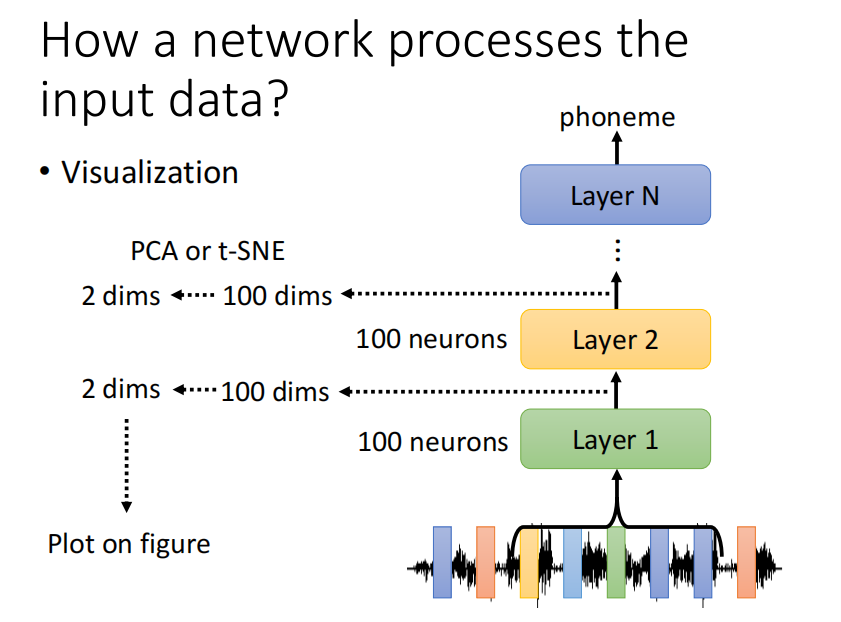 How a network processes the
input data?
• Visualization
phoneme
Layer N
⋮
PCA or t-SNE
2 dims
100 dims
100 neurons
Layer 2
2 dims
100 dims
100 neurons
Layer 1
Plot on figure